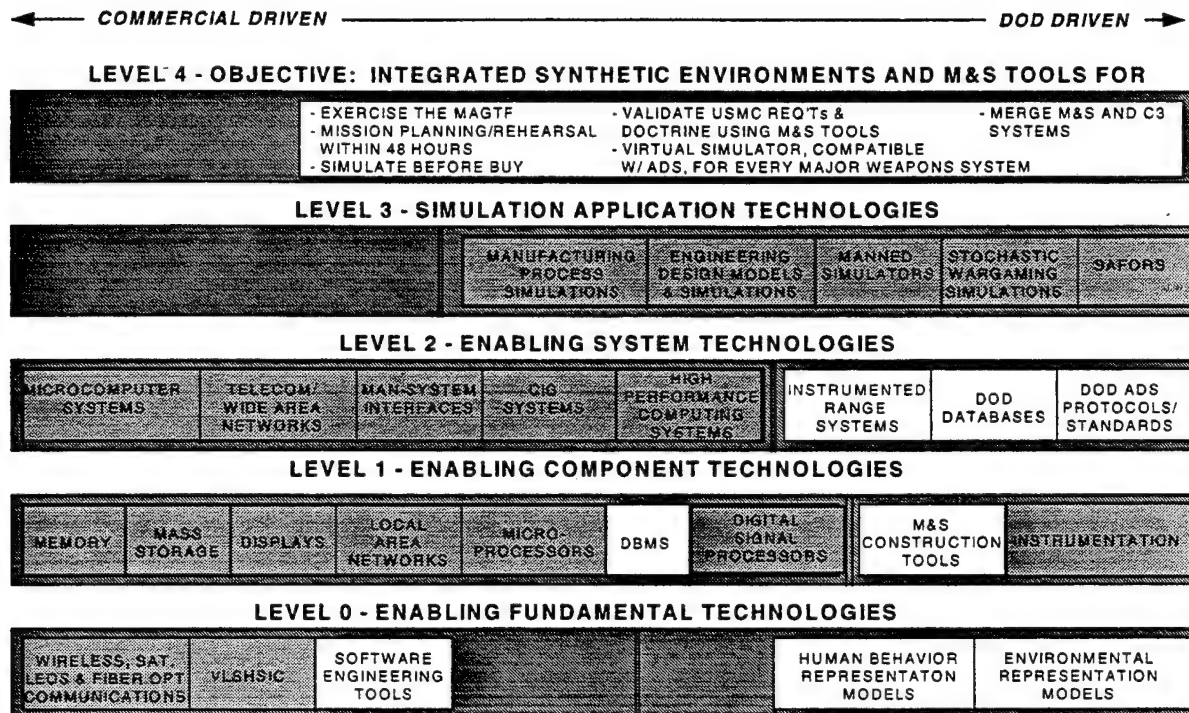 COMMERCIAL DRIVEN
DOD DRIVEN
LEVEL 4 - OBJECTIVE: INTEGRATED SYNTHETIC ENVIRONMENTS AND M&S TOOLS FOR
- EXERCISE THE MAGTF
- MISSION PLANNING/REHEARSAL
WITHIN 48 HOURS
- SIMULATE BEFORE BUY
- VALIDATE USMC REQ'Ts &
DOCTRINE USING M&S TOOLS
- VIRTUAL SIMULATOR, COMPATIBLE
W/ ADS, FOR EVERY MAJOR WEAPONS SYSTEM
- MERGE M&S AND C3
SYSTEMS
LEVEL 3 - SIMULATION APPLICATION TECHNOLOGIES
MANUFACTURING
PROCESS
SIMULATIONS
ENGINEERING
DESIGN MODELS
& SIMULATIONS
MANNED
SIMULATORS
STOCHASTIC
WARGAMING
SIMULATIONS
SAFORS
LEVEL 2 - ENABLING SYSTEM TECHNOLOGIES
MICROCOMPUTER
SYSTEMS
TELECOM/
WIDE AREA
NETWORKS
MAN-SYSTEM
INTERFACES
CIG
SYSTEMS
HIGH
PERFORMANCE
COMPUTING
SYSTEMS
INSTRUMENTED
RANGE
SYSTEMS
DOD
DATABASES
DOD ADS
PROTOCOLS/
STANDARDS
LEVEL 1 - ENABLING COMPONENT TECHNOLOGIES
MEMORY
MASS
STORAGE
DISPLAYS
LOCAL
AREA
NETWORKS
MICRO-
PROCESSORS
DBMS
DIGITAL
SIGNAL
PROCESSORS
M&S
CONSTRUCTION
TOOLS
INSTRUMENTATION
LEVEL 0 - ENABLING FUNDAMENTAL TECHNOLOGIES
WIRELESS, SAT,
LEOS & FIBER OPT
COMMUNICATIONS
VLSHSIC
SOFTWARE
ENGINEERING
TOOLS
HUMAN BEHAVIOR
REPRESENTATON
MODELS
ENVIRONMENTAL
REPRESENTATION
MODELS